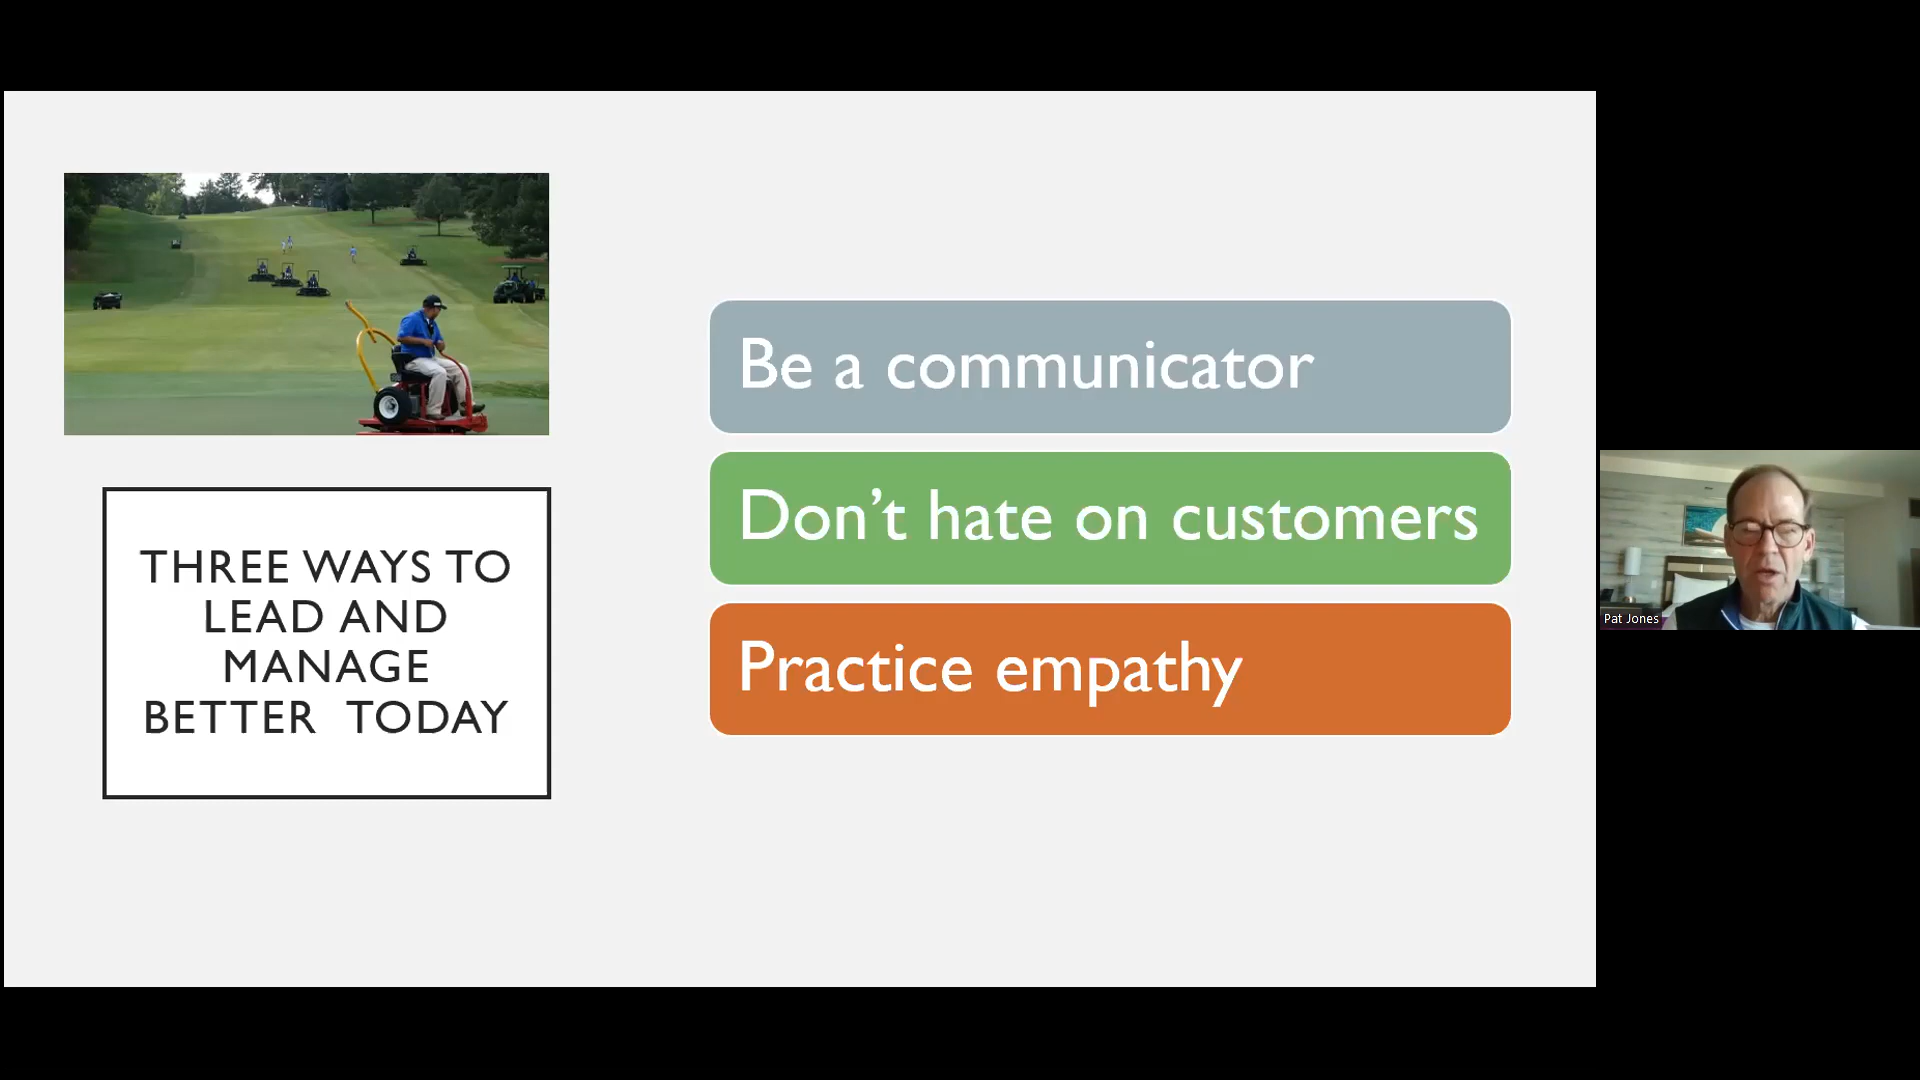 THREE WAYS TO
LEAD AND
MANAGE
BETTER TODAY
Be a communicator
Don’t hate on customers
Practice empathy
Pat Jones